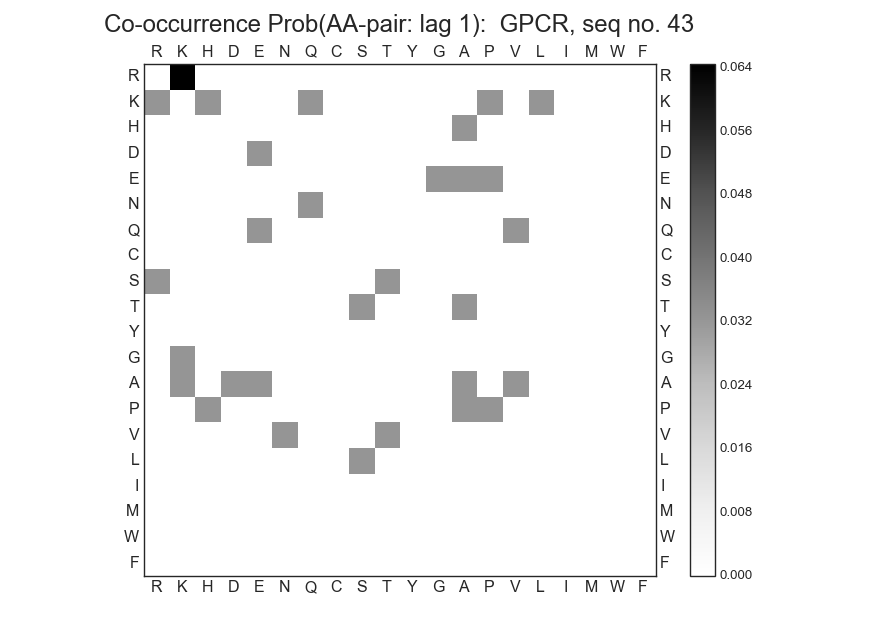 Co-occurrence Prob(AA-pair: lag 1):  GPCR, seq no. 43
R K H D E N Q C S T Y G A P V L I M W F
R R 0.064
K K
H H 0.056
D D
E E 0.048
N N
Q Q 0.040
C C
S S
T T 0.032
Y Y
G G
A A 0.024
P P
V V 0.016
L L
I I
M M 0.008
W W
F F 0.000
R K H D E N Q C S T Y G A P V L I M W F